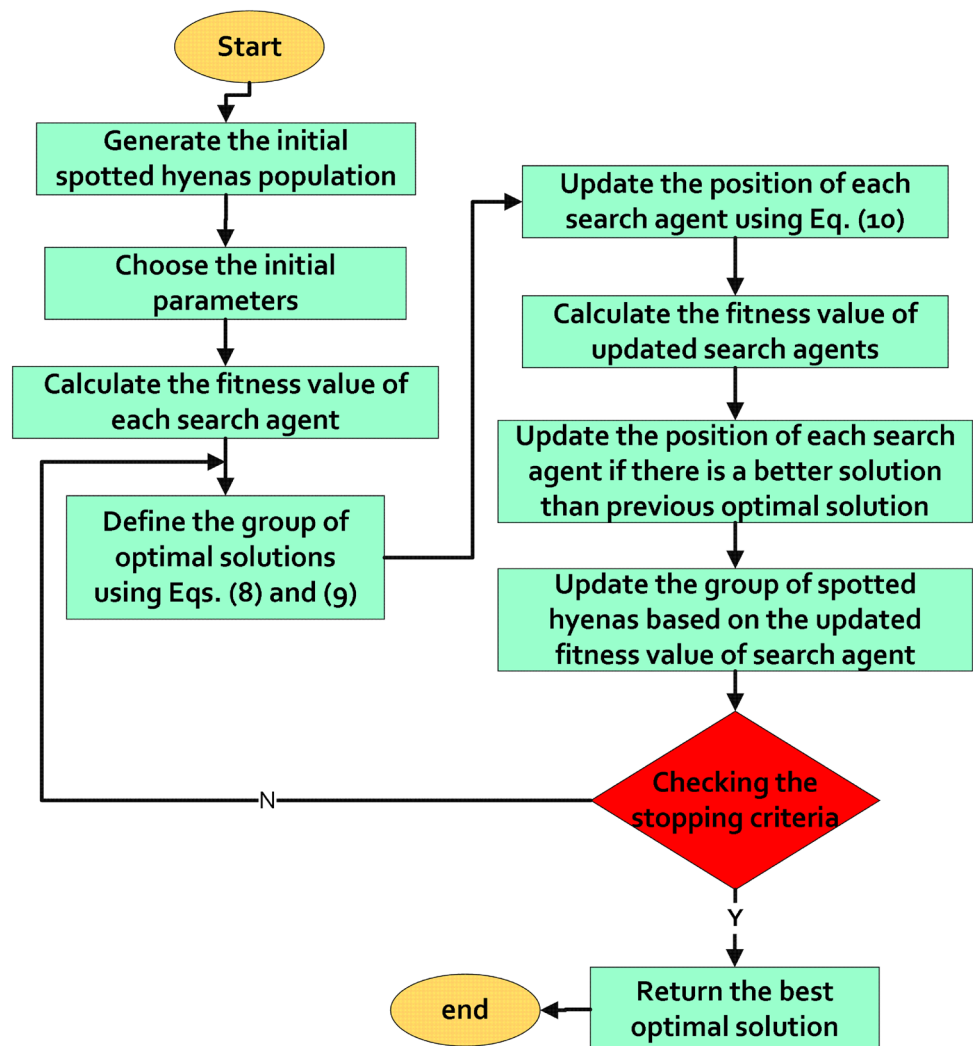 Start
Generate the initial
spotted hyenas population
Choose the initial
parameters
Calculate the fitness value of
each search agent
Define the group of
optimal solutions
using Eqs. (8) and (9)
Update the position of each
search agent using Eq. (10)
Calculate the fitness value of
updated search agents
Update the position of each search
agent if there is a better solution
than previous optimal solution
Update the group of spotted
hyenas based on the updated
fitness value of search agent
Checking the
stopping criteria
N
Y
Return the best
optimal solution
end